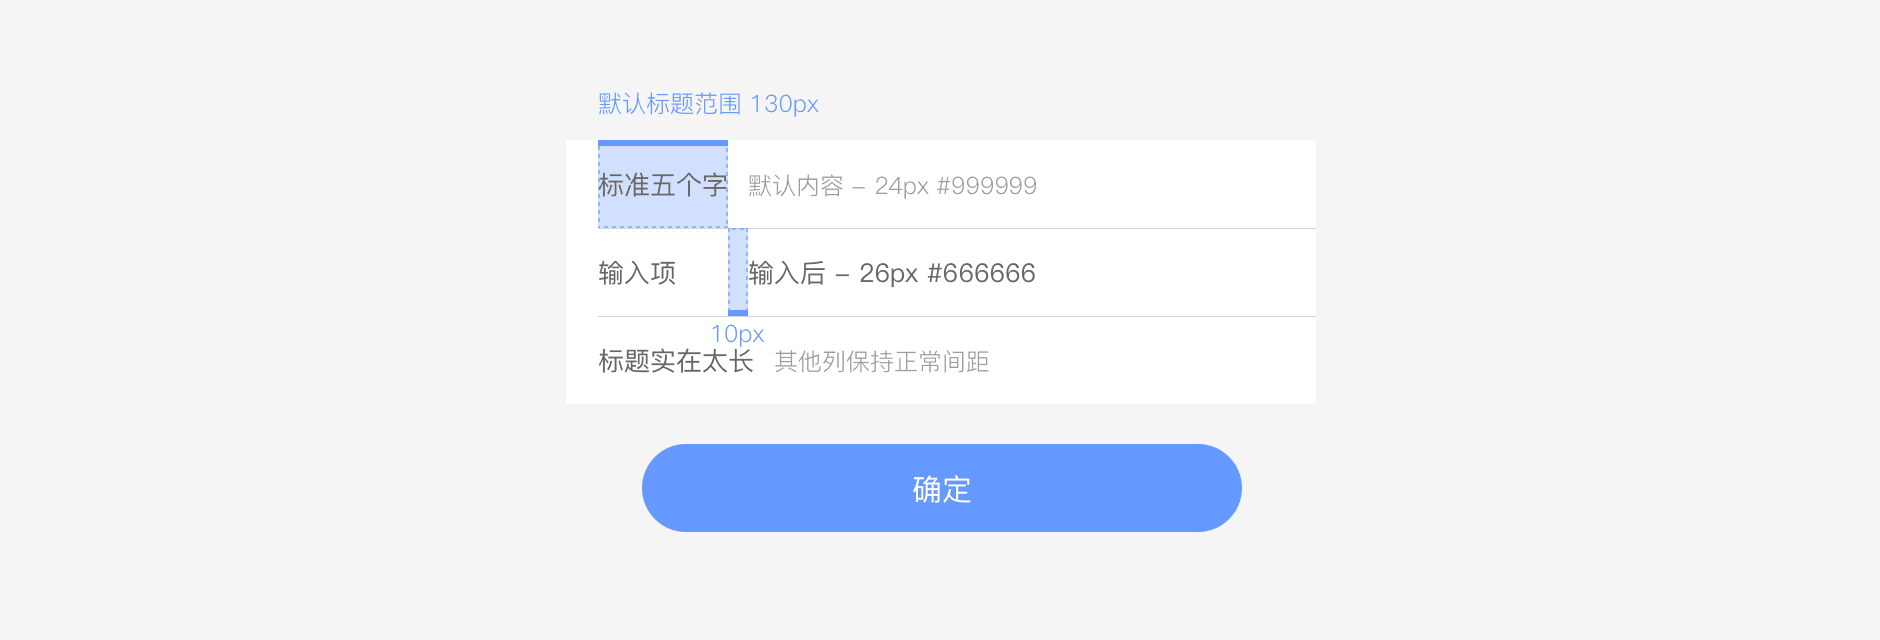 默认标题范围 130px
标准五个字 默认内容 - 24px #999999
输入项 输入后 - 26px #666666
10px
标题实在太长 其他列保持正常间距
确定